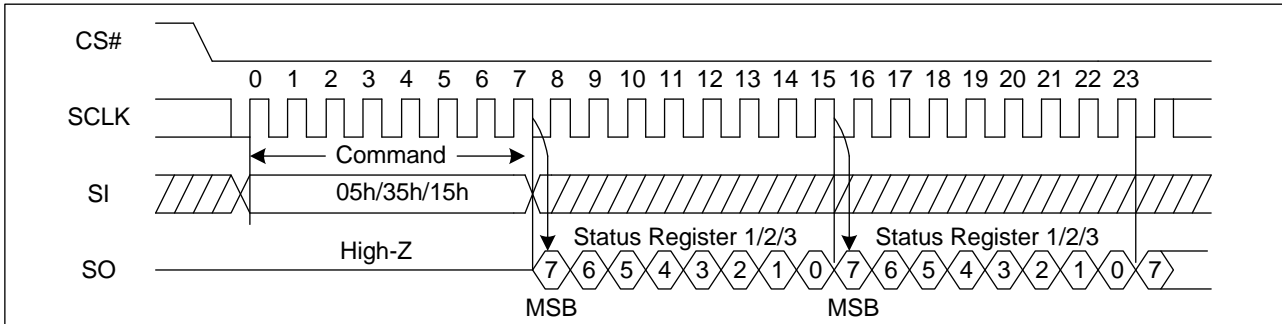 CS#
0 1 2 3 4 5 6 7 8 9 10 11 12 13 14 15 16 17 18 19 20 21 22 23
SCLK
Command
SI
05h/35h/15h
High-Z
Status Register 1/2/3 Status Register 1/2/3
SO
7 6 5 4 3 2 1 0 7 6 5 4 3 2 1 0 7
MSB MSB